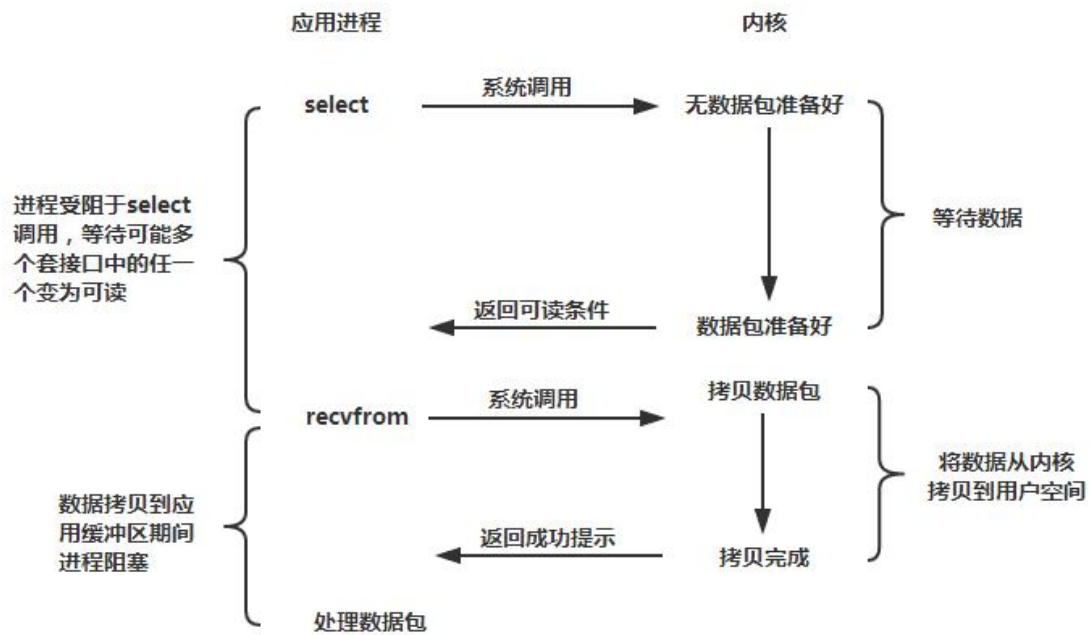 应用进程
内核
select
系统调用
无数据包准备好
进程受阻于select
调用，等待可能多
个套接口中的任一
个变为可读
等待数据
返回可读条件
数据包准备好
recvfrom
系统调用
拷贝数据包
将数据从内核
拷贝到用户空间
数据拷贝到应
用缓冲区期间
进程阻塞
返回成功提示
拷贝完成
处理数据包